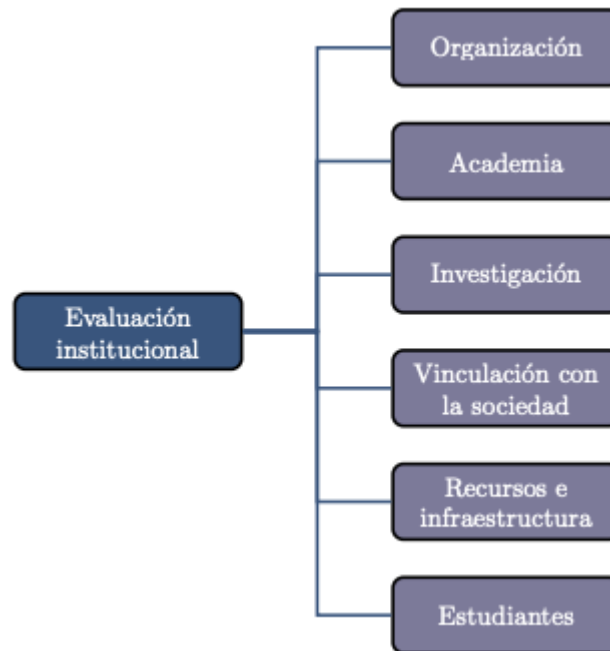 Organización
Academia
Investigación
Evaluación
institucional
Vinculación con
la sociedad
Recursos e
infraestructura
Estudiantes